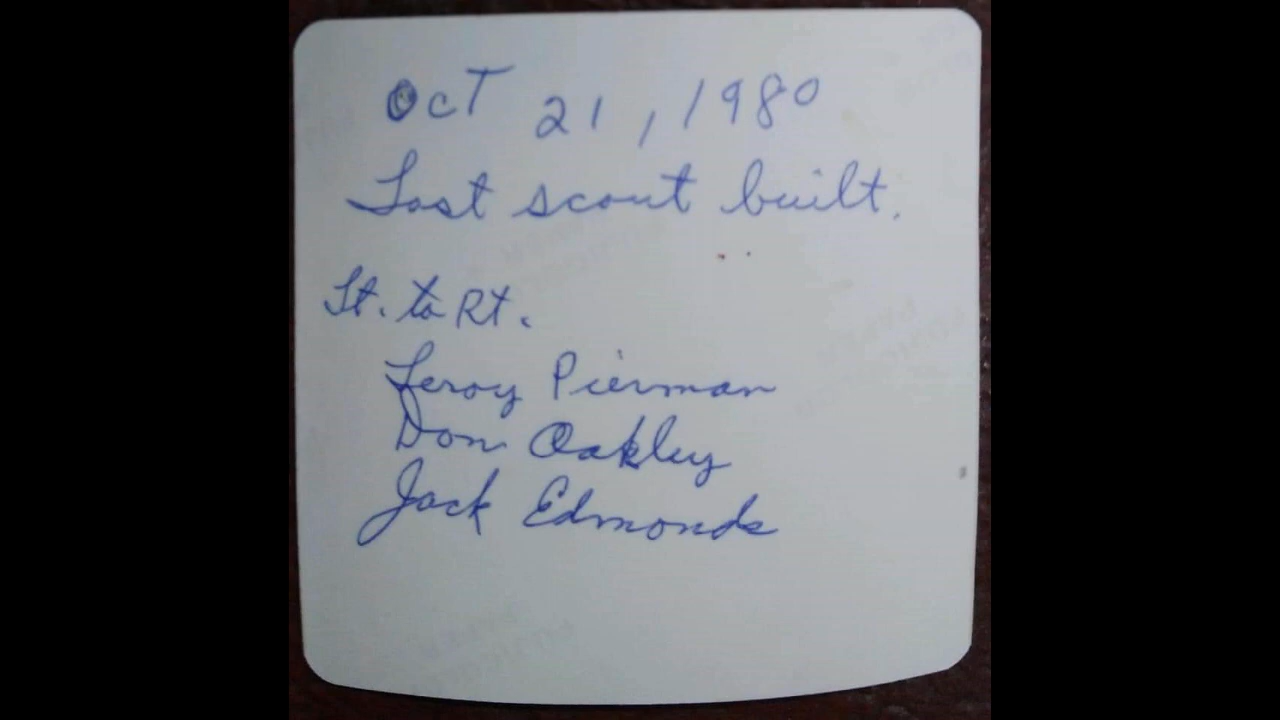 Oct 21, 1980
Last scout built.
Lt. to Rt.
Leroy Pierman
Don Oakley
Jack Edmonds